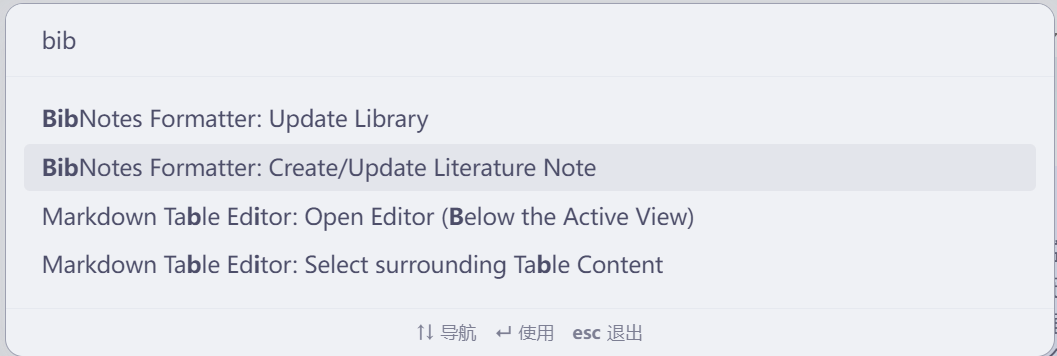 bib
BibNotes Formatter: Update Library
BibNotes Formatter: Create/Update Literature Note
Markdown Table Editor: Open Editor (Below the Active View)
Markdown Table Editor: Select surrounding Table Content
↑↓ 导航 ↵ 使用 esc 退出